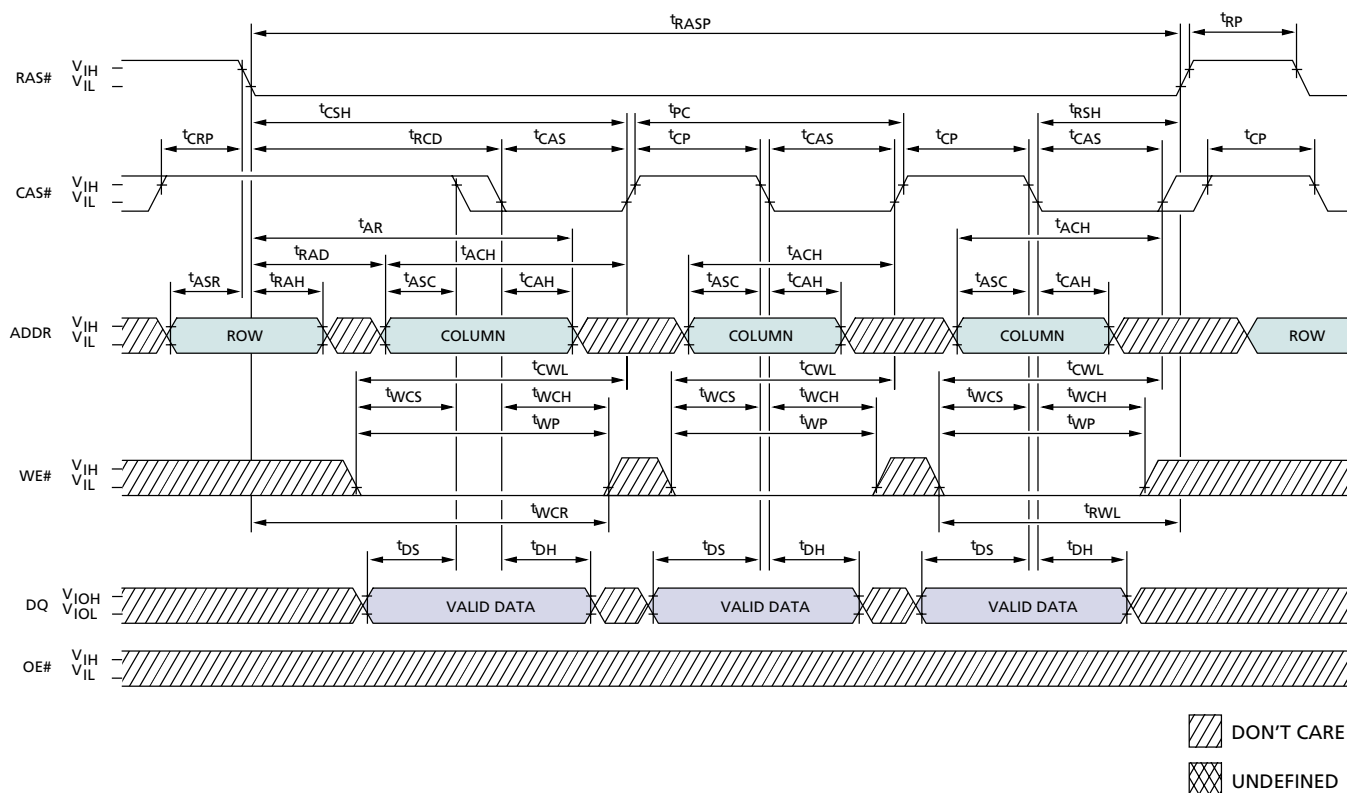 tRASP tRP
RAS# VIH
VIL
tCSH tPC tRSH
tCRP tRCD tCAS tCP tCAS tCP tCAS tCP
CAS# VIH
VIL
tAR tACH
tRAD tACH tACH
tASR tRAH tASC tCAH tASC tCAH tASC tCAH
ADDR VIH
VIL
ROW COLUMN COLUMN COLUMN ROW
tCWL tCWL tCWL
tWCS tWCH tWCS tWCH tWCS tWCH
tWP tWP tWP
WE# VIH
VIL
tWCR tRWL
tDS tDH tDS tDH tDS tDH
DQ VIOH
VIOL
VALID DATA VALID DATA VALID DATA
OE# VIH
VIL
DON'T CARE
UNDEFINED